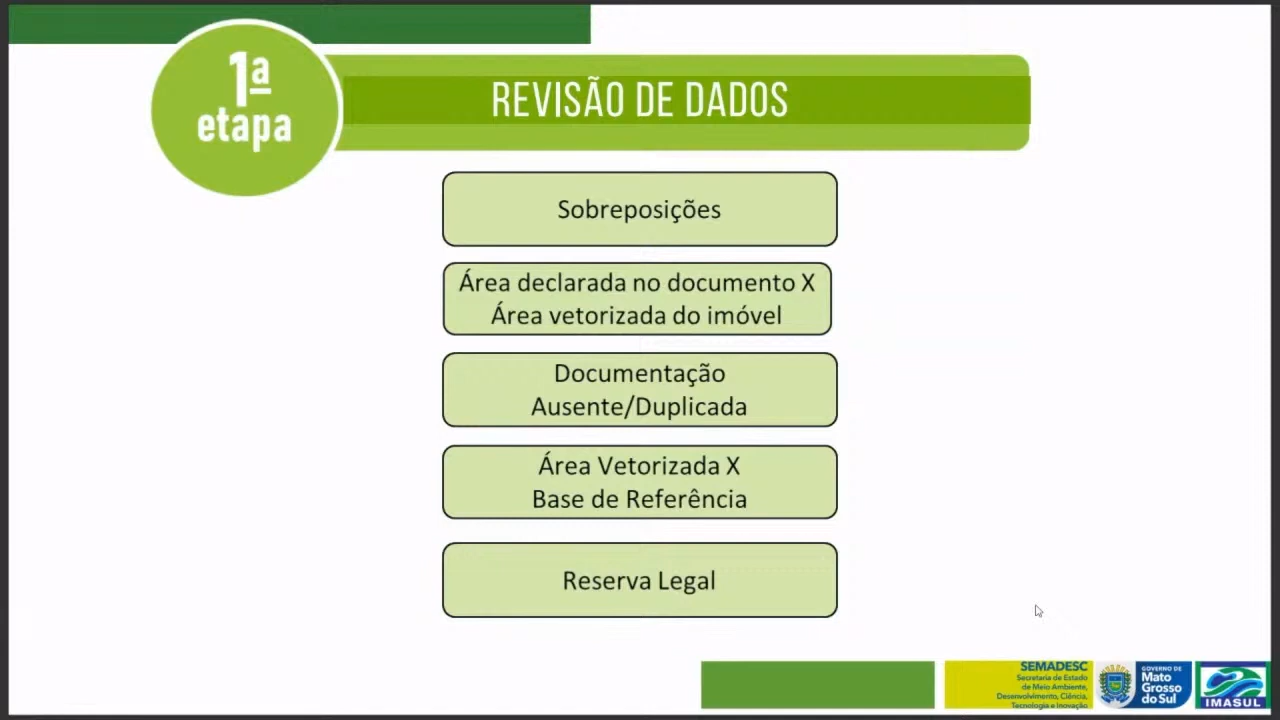 1ª
etapa
REVISÃO DE DADOS
Sobreposições
Área declarada no documento X
Área vetorizada do imóvel
Documentação
Ausente/Duplicada
Área Vetorizada X
Base de Referência
Reserva Legal
SEMADESC
Secretaria de Estado
de Meio Ambiente,
Desenvolvimento, Ciência,
Tecnologia e Inovação
GOVERNO DE
Mato
Grosso
do Sul
IMASUL